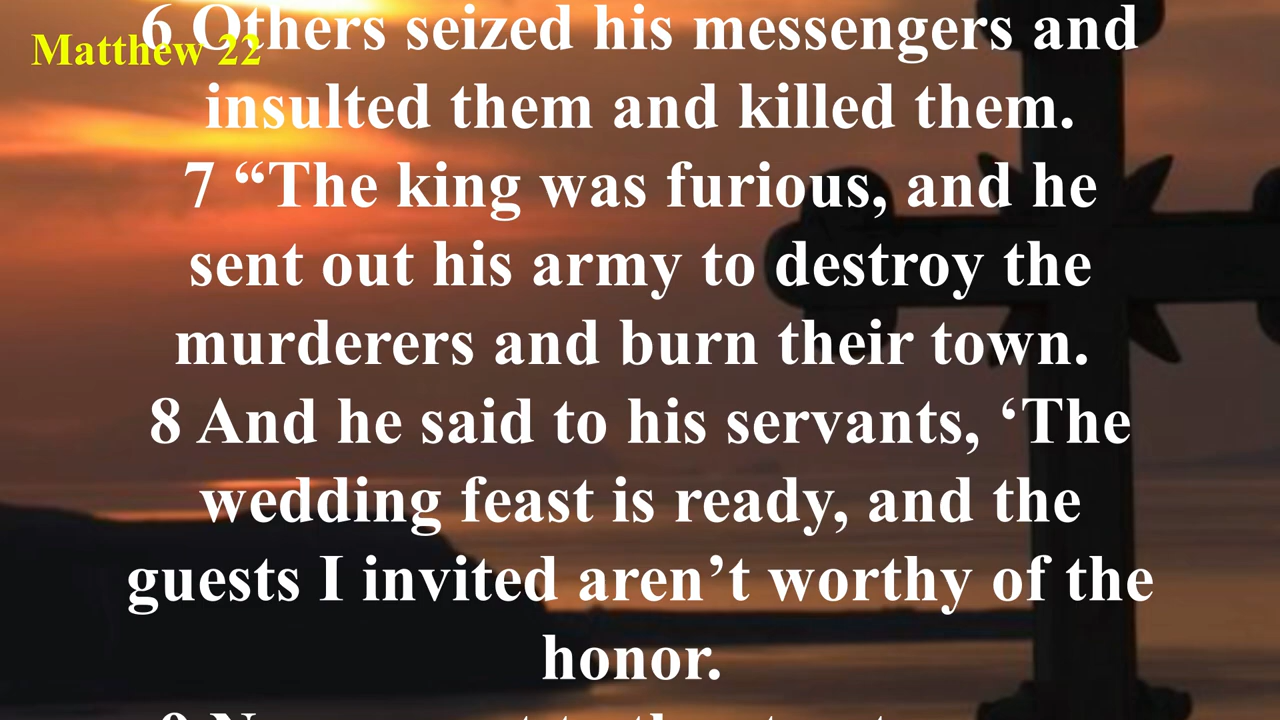 Matthew 22
6 Others seized his messengers and
insulted them and killed them.
7 “The king was furious, and he
sent out his army to destroy the
murderers and burn their town.
8 And he said to his servants, ‘The
wedding feast is ready, and the
guests I invited aren’t worthy of the
honor.